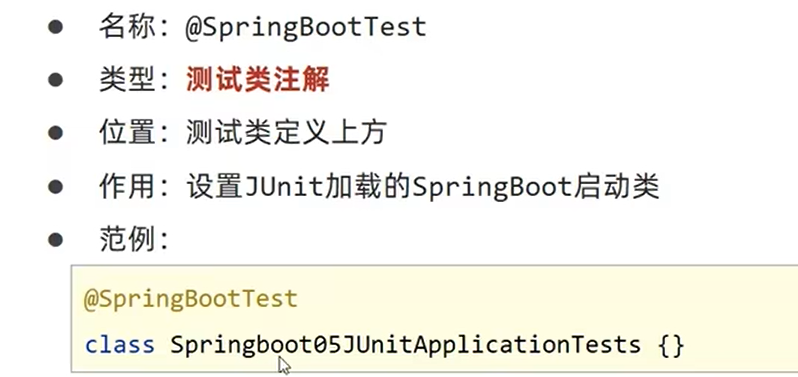 ● 名称：@SpringBootTest
● 类型：测试类注解
● 位置：测试类定义上方
● 作用：设置JUnit加载的SpringBoot启动类
● 范例：
@SpringBootTest
class Springboot05JUnitApplicationTests {}